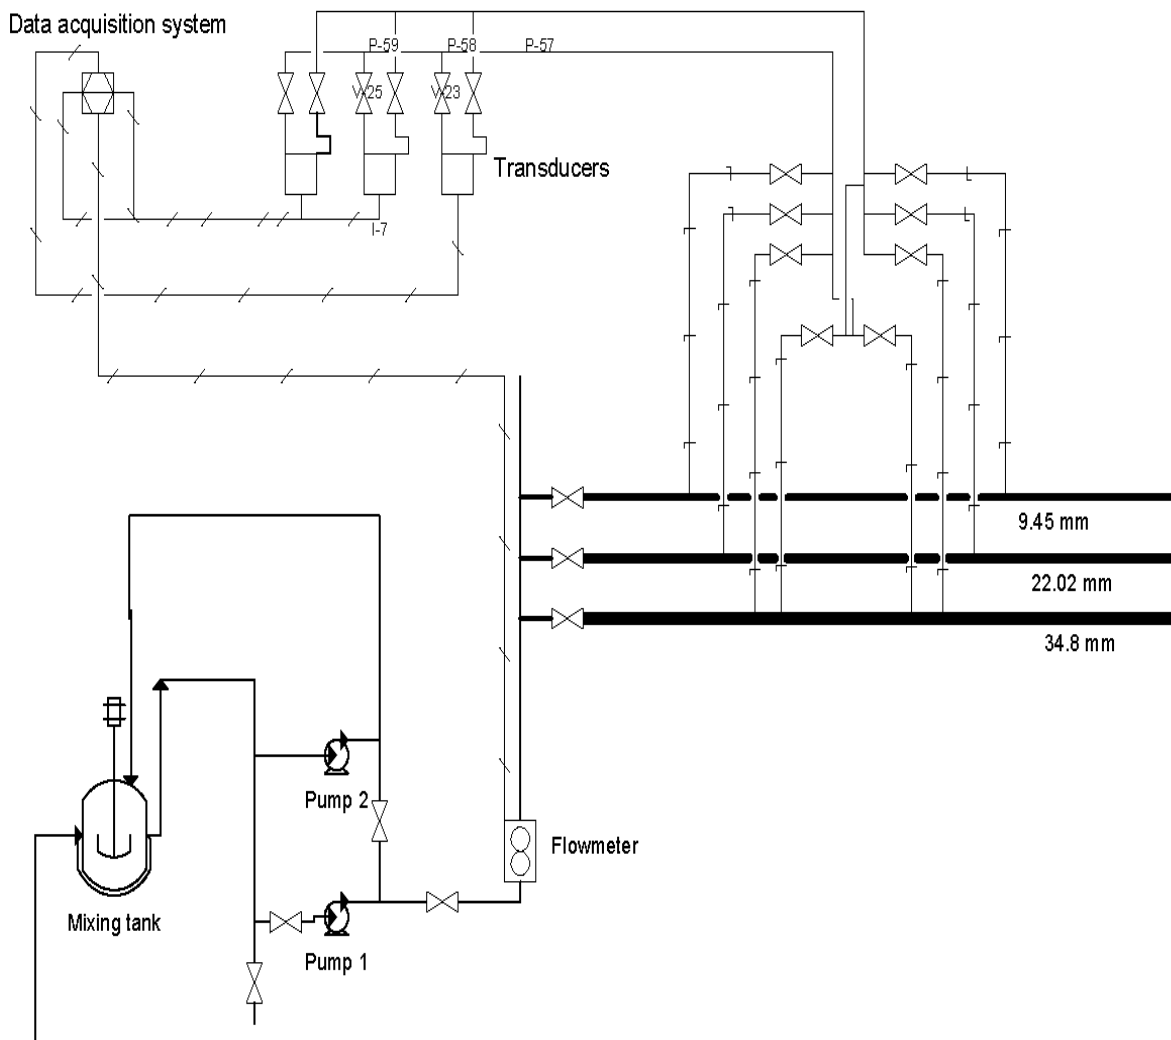 Data acquisition system
P-59
P-58
P-57
V-25
V-23
Transducers
I-7
9.45 mm
22.02 mm
34.8 mm
Pump 2
Flowmeter
Mixing tank
Pump 1